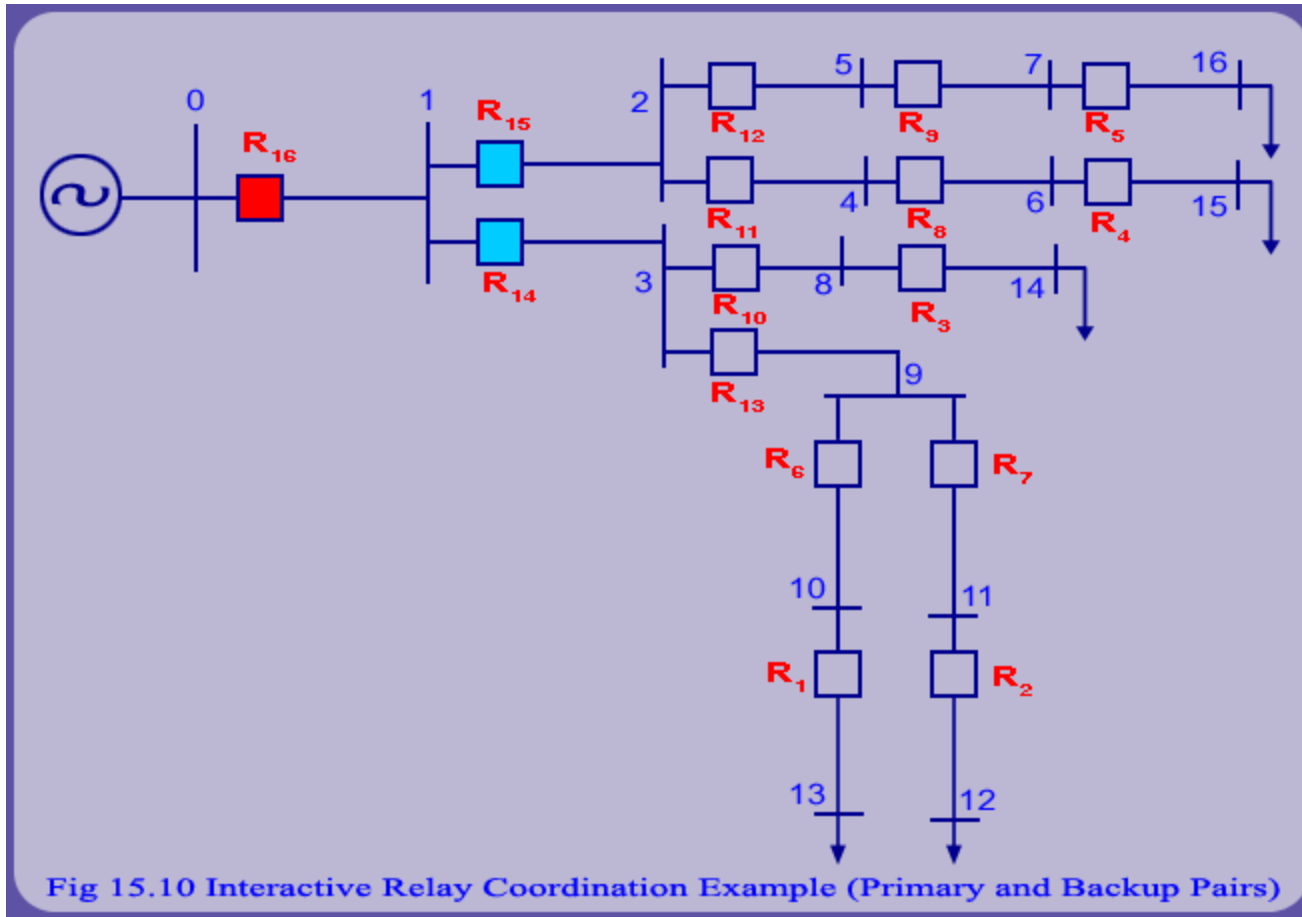 0
1
2
5
7
16
R₁₆
R₁₅
R₁₂
R₉
R₅
4
6
15
R₁₁
R₈
R₄
R₁₄
3
8
14
R₁₀
R₃
R₁₃
9
R₆
R₇
10
11
R₁
R₂
13
12
Fig 15.10 Interactive Relay Coordination Example (Primary and Backup Pairs)